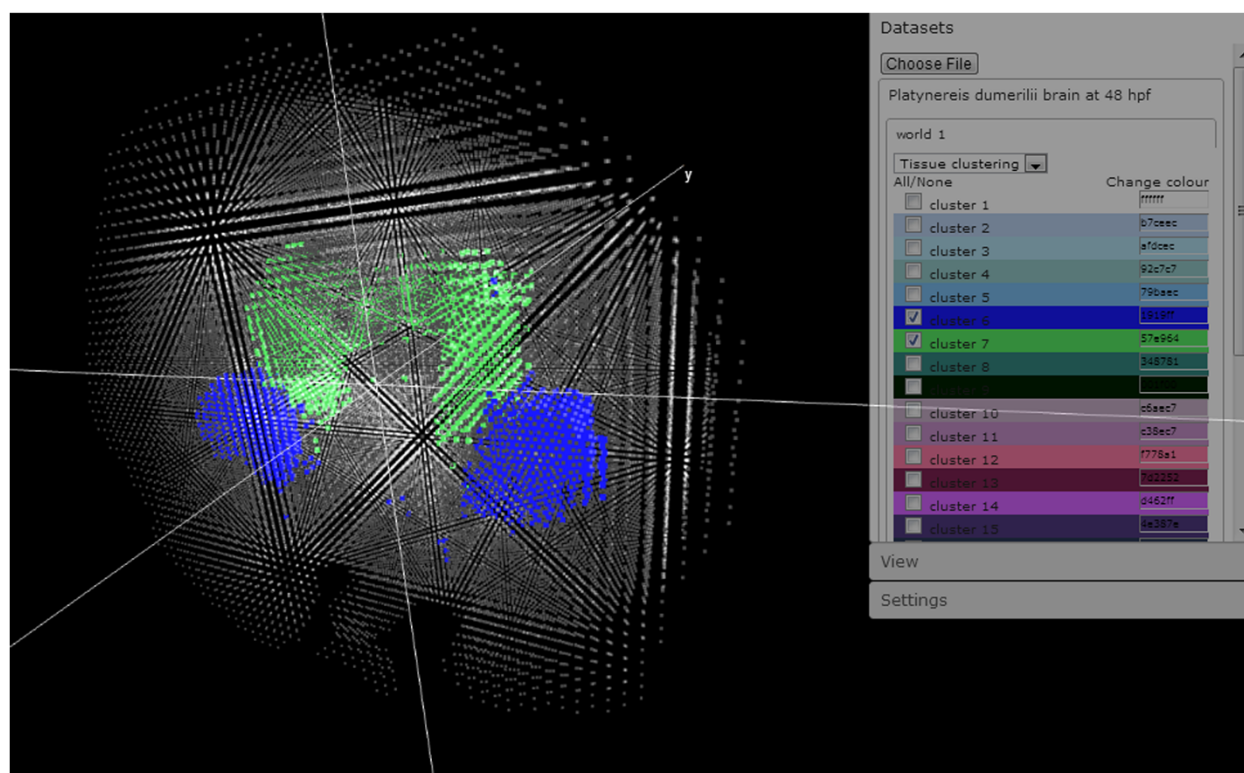 Datasets
Choose File
Platynereis dumerilii brain at 48 hpf
world 1
Tissue clustering
All/None Change colour
cluster 1 ffffff
cluster 2 b7ceec
cluster 3 afdcec
cluster 4 92c7c7
cluster 5 79baec
cluster 6 1919ff
cluster 7 57e964
cluster 8 348781
cluster 9
cluster 10 c6aec7
cluster 11 c38ec7
cluster 12 f778a1
cluster 13 7d2252
cluster 14 d462ff
cluster 15 4e387e
View
Settings
y